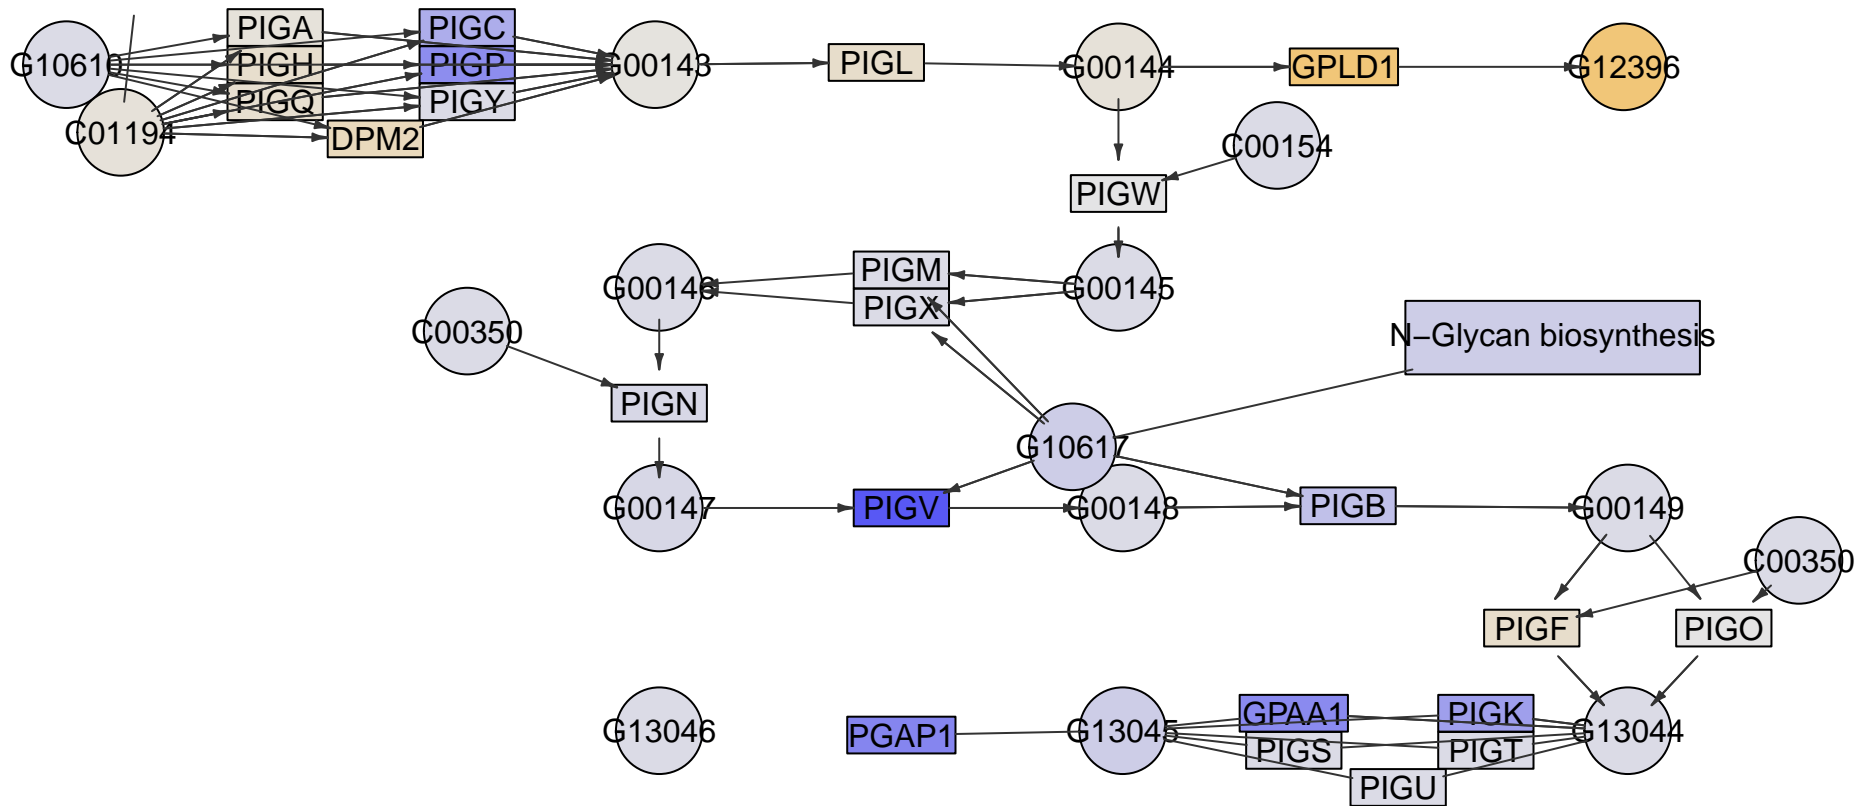 PIGA
PIGC
G10610
PIGH
PIGP
G00143
PIGL
G00144
GPLD1
G12396
PIGQ
PIGY
C01194
DPM2
C00154
PIGW
G00146
PIGM
G00145
PIGX
C00350
N–Glycan biosynthesis
PIGN
G10617
G00147
PIGV
G00148
PIGB
G00149
C00350
PIGF
PIGO
G13046
PGAP1
G13045
GPAA1
PIGK
G13044
PIGS
PIGT
PIGU